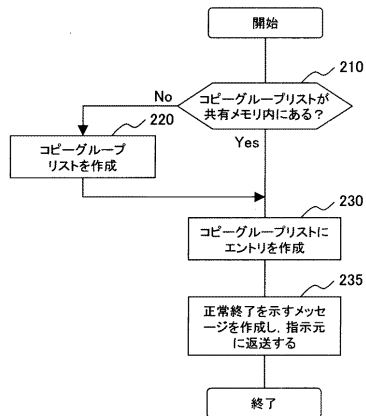 開始
210
コピーグループリストが
共有メモリ内にある?
No
220
コピーグループ
リストを作成
Yes
230
コピーグループリストに
エントリを作成
235
正常終了を示すメッセ
ージを作成し,指示元
に返送する
終了